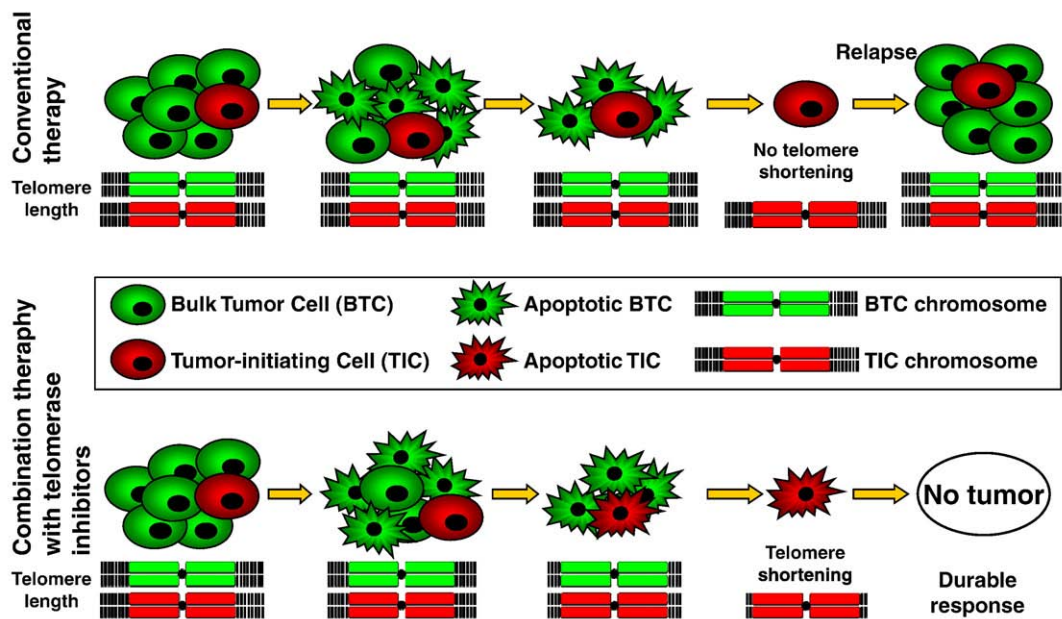 Conventional
therapy
Relapse
No telomere
shortening
Telomere
length
Bulk Tumor Cell (BTC)
Apoptotic BTC
BTC chromosome
Tumor-initiating Cell (TIC)
Apoptotic TIC
TIC chromosome
Combination theraphy
with telomerase
inhibitors
No tumor
Telomere
length
Telomere
shortening
Durable
response